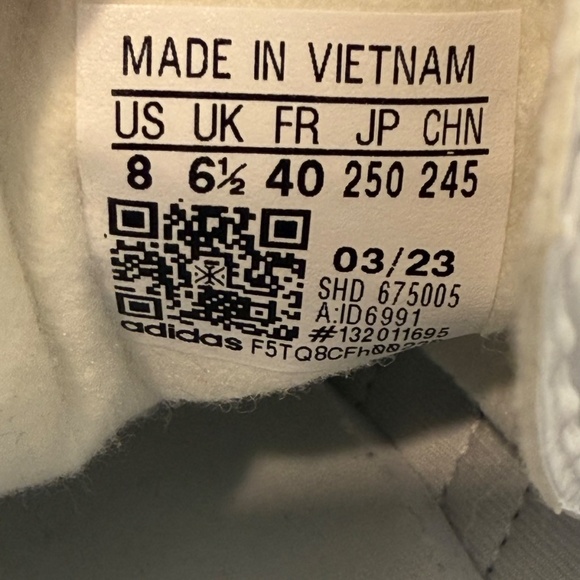 MADE IN VIETNAM
US UK FR JP CHN
8 6½ 40 250 245
03/23
SHD 675005
A:ID6991
#132011695
adidas